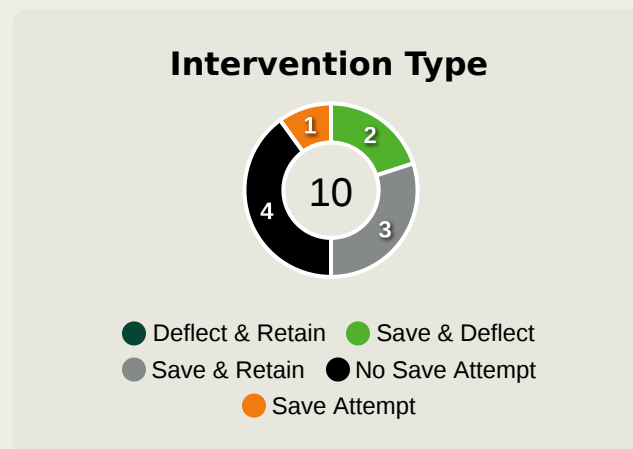 Intervention Type
1
2
10
4
3
Deflect & Retain
Save & Deflect
Save & Retain
No Save Attempt
Save Attempt